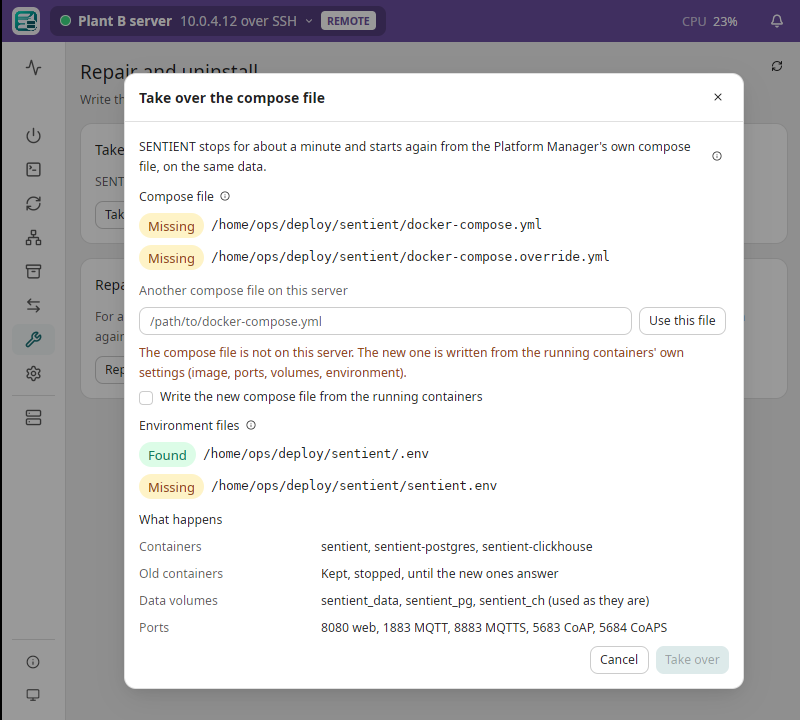 Plant B server 10.0.4.12 over SSH REMOTE
CPU 23%
Repair and uninstall
Write th
Take over the compose file
SENTIENT stops for about a minute and starts again from the Platform Manager's own compose
file, on the same data.
Compose file
Missing /home/ops/deploy/sentient/docker-compose.yml
Missing /home/ops/deploy/sentient/docker-compose.override.yml
Another compose file on this server
/path/to/docker-compose.yml Use this file
The compose file is not on this server. The new one is written from the running containers' own
settings (image, ports, volumes, environment).
Write the new compose file from the running containers
Environment files
Found /home/ops/deploy/sentient/.env
Missing /home/ops/deploy/sentient/sentient.env
What happens
Containers sentient, sentient-postgres, sentient-clickhouse
Old containers Kept, stopped, until the new ones answer
Data volumes sentient_data, sentient_pg, sentient_ch (used as they are)
Ports 8080 web, 1883 MQTT, 8883 MQTTS, 5683 CoAP, 5684 CoAPS
Cancel Take over
Take
SENT
Tak
Repa
For a
again
Rep